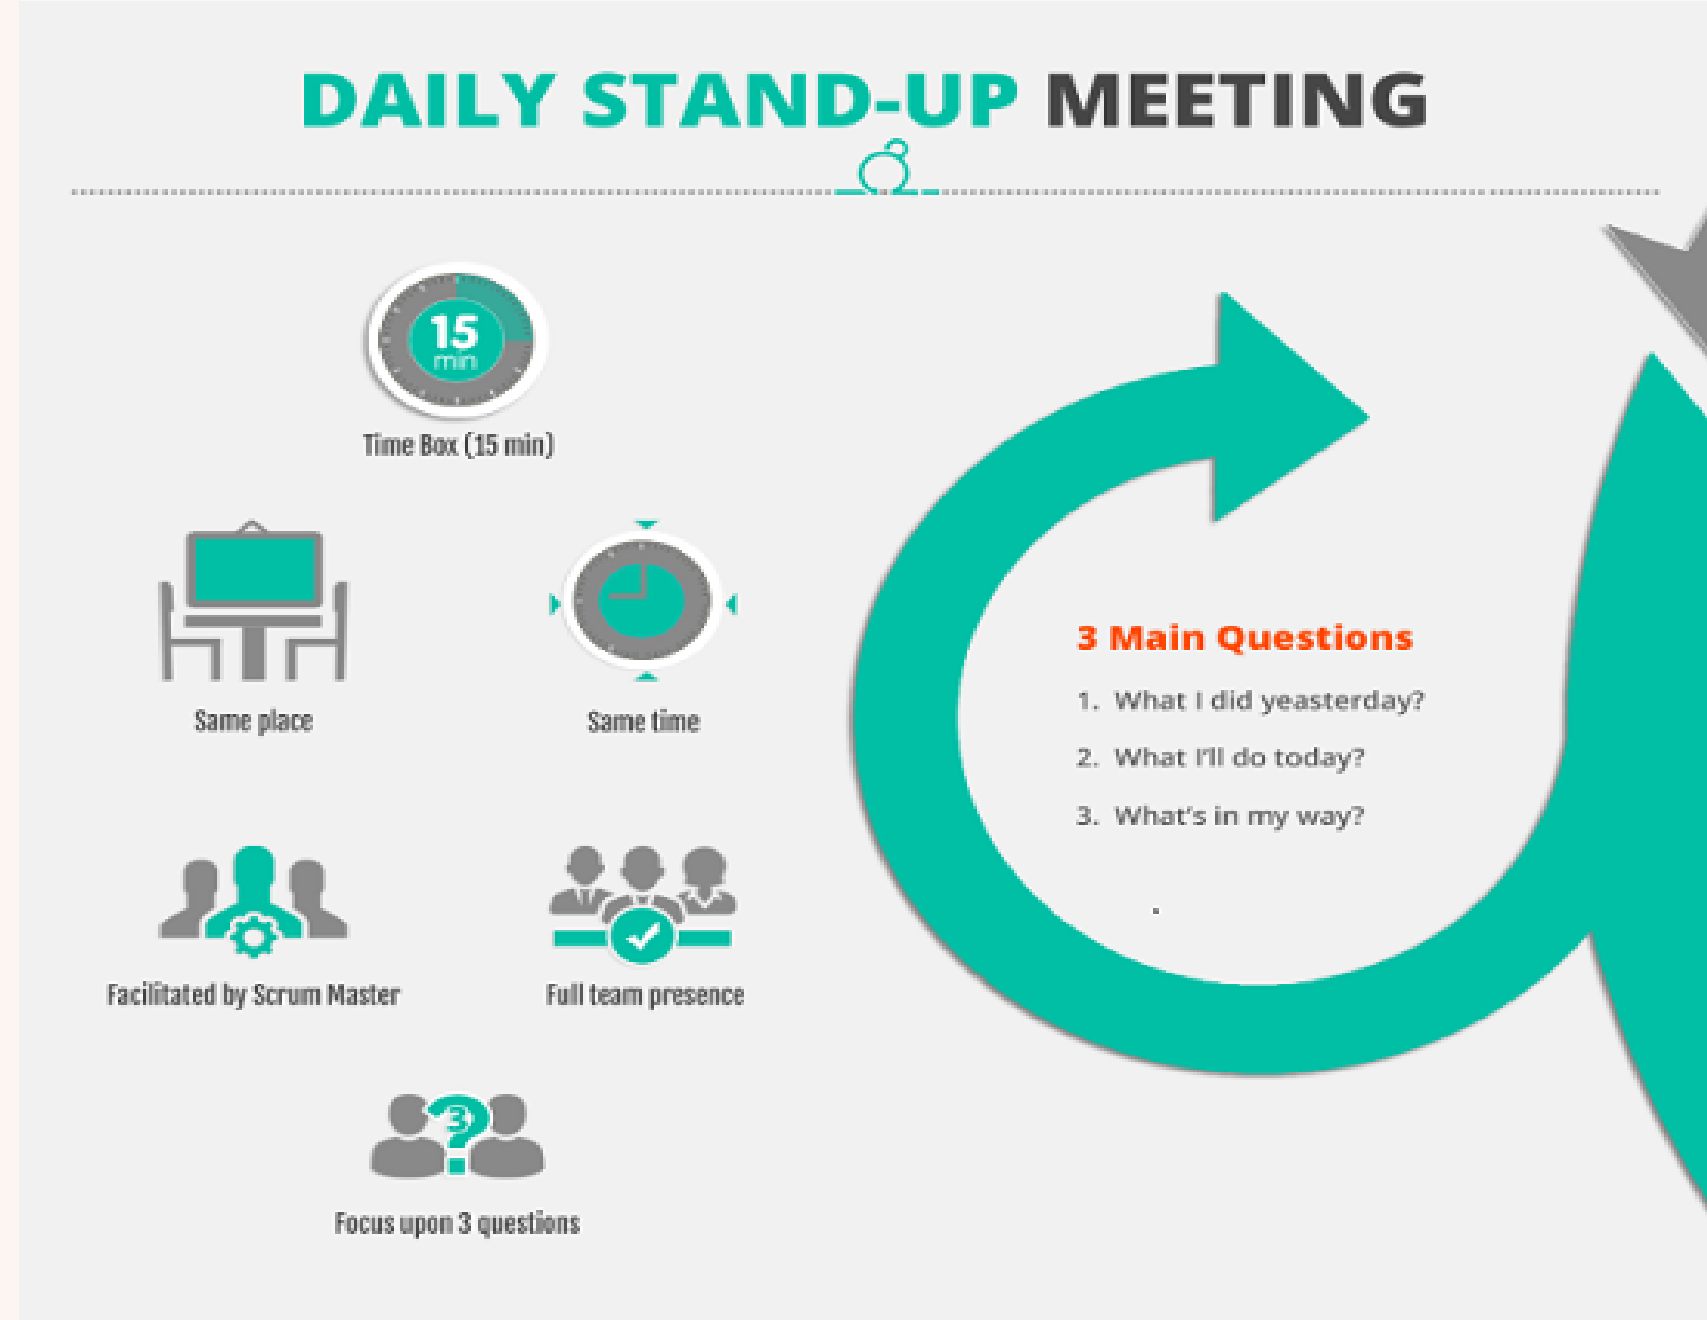 DAILY STAND-UP MEETING
15
min
Time Box (15 min)
Same place
Same time
Facilitated by Scrum Master
Full team presence
3
Focus upon 3 questions
3 Main Questions
1. What I did yeasterday?
2. What I'll do today?
3. What's in my way?
.